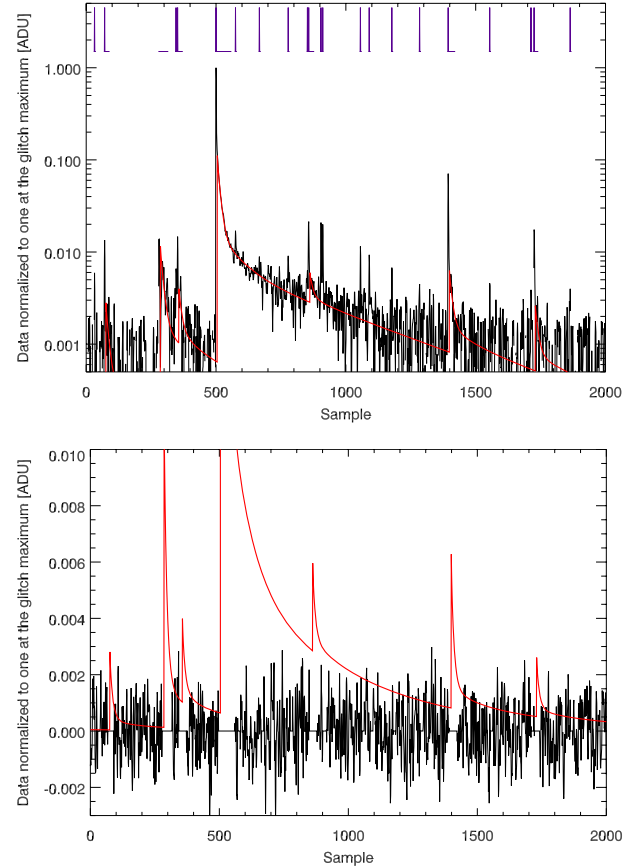 Data normalized to one at the glitch maximum [ADU]
1.000
0.100
0.010
0.001
0 500 1000 1500 2000
Sample
Data normalized to one at the glitch maximum [ADU]
0.010
0.008
0.006
0.004
0.002
0.000
-0.002
0 500 1000 1500 2000
Sample